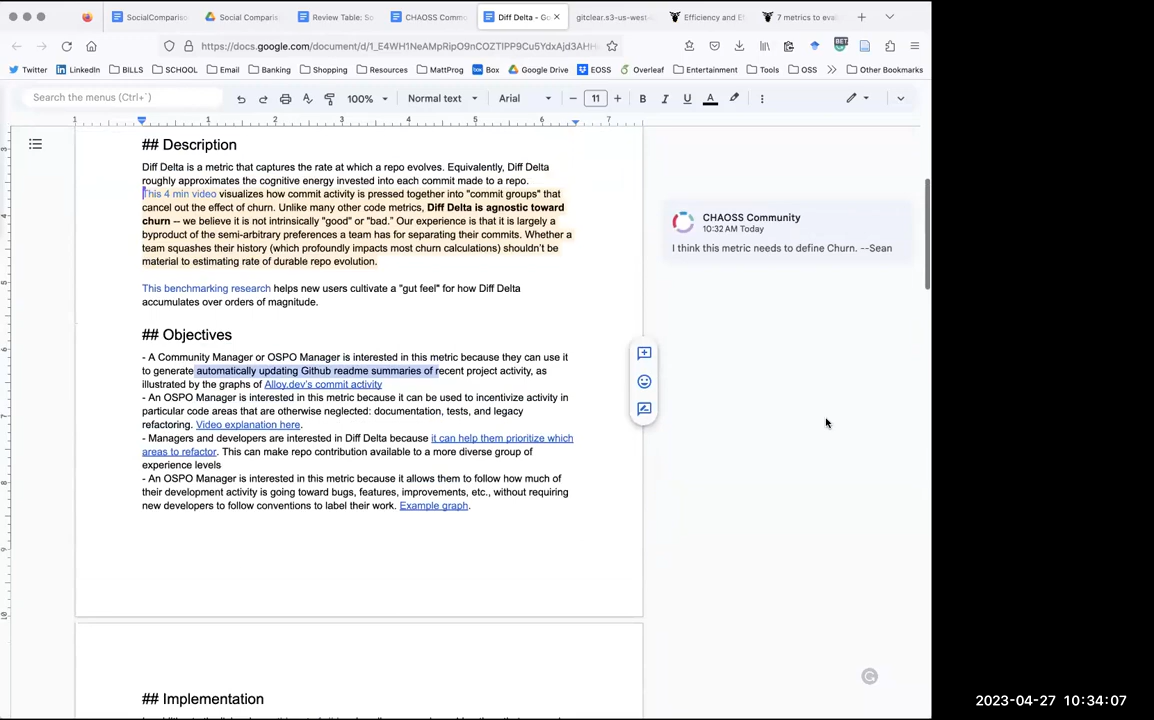 SocialComparis
Social Comparis
Review Table: So
CHAOSS Commu
Diff Delta - Go
gitclear.s3-us-west-
Efficiency and Ef
7 metrics to eva
https://docs.google.com/document/d/1_E4WH1NeAMpRipO9nCOZTlPP9Cu5YdxAjd3AHH
Twitter
LinkedIn
BILLS
SCHOOL
Email
Banking
Shopping
Resources
MattProg
Box
Google Drive
EOSS
Overleaf
Entertainment
Tools
OSS
Other Bookmarks
Search the menus (Ctrl+`)
100%
Normal text
Arial
11
B
I
U
A
1 1 2 3 4 5 6 7
## Description
Diff Delta is a metric that captures the rate at which a repo evolves. Equivalently, Diff Delta
roughly approximates the cognitive energy invested into each commit made to a repo.
This 4 min video visualizes how commit activity is pressed together into "commit groups" that
cancel out the effect of churn. Unlike many other code metrics, Diff Delta is agnostic toward
churn -- we believe it is not intrinsically "good" or "bad." Our experience is that it is largely a
byproduct of the semi-arbitrary preferences a team has for separating their commits. Whether a
team squashes their history (which profoundly impacts most churn calculations) shouldn't be
material to estimating rate of durable repo evolution.
This benchmarking research helps new users cultivate a "gut feel" for how Diff Delta
accumulates over orders of magnitude.
## Objectives
- A Community Manager or OSPO Manager is interested in this metric because they can use it
to generate automatically updating Github readme summaries of recent project activity, as
illustrated by the graphs of Alloy.dev's commit activity
- An OSPO Manager is interested in this metric because it can be used to incentivize activity in
particular code areas that are otherwise neglected: documentation, tests, and legacy
refactoring. Video explanation here.
- Managers and developers are interested in Diff Delta because it can help them prioritize which
areas to refactor. This can make repo contribution available to a more diverse group of
experience levels
- An OSPO Manager is interested in this metric because it allows them to follow how much of
their development activity is going toward bugs, features, improvements, etc., without requiring
new developers to follow conventions to label their work. Example graph.
## Implementation
CHAOSS Community
10:32 AM Today
I think this metric needs to define Churn. --Sean
2023-04-27 10:34:07